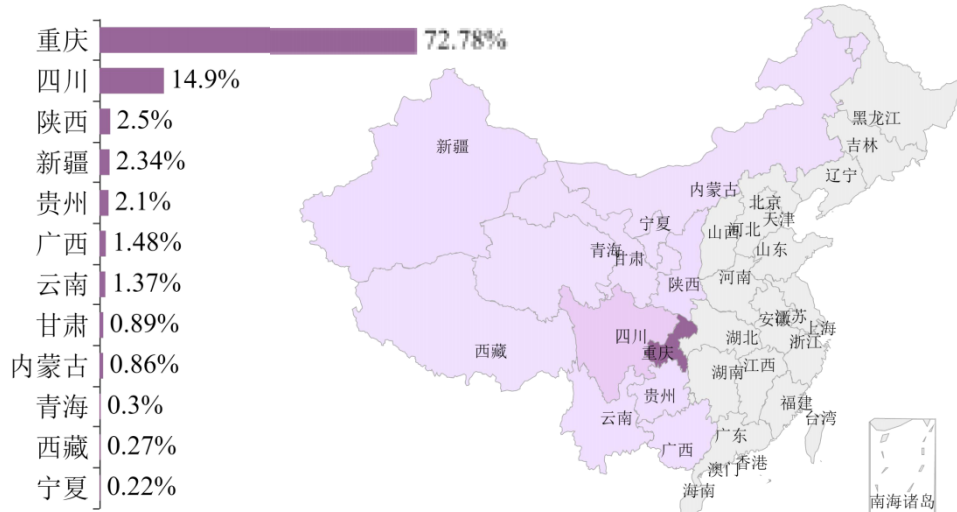 重庆 72.78%
四川 14.9%
陕西 2.5%
新疆 2.34%
贵州 2.1%
广西 1.48%
云南 1.37%
甘肃 0.89%
内蒙古 0.86%
青海 0.3%
西藏 0.27%
宁夏 0.22%
黑龙江
吉林
辽宁
新疆
内蒙古
北京
天津
宁夏
山西
河北
青海
甘肃
山东
陕西
河南
四川
重庆
西藏
湖北
安徽
江苏
上海
浙江
湖南
江西
贵州
云南
福建
台湾
广西
广东
香港
澳门
海南
南海诸岛